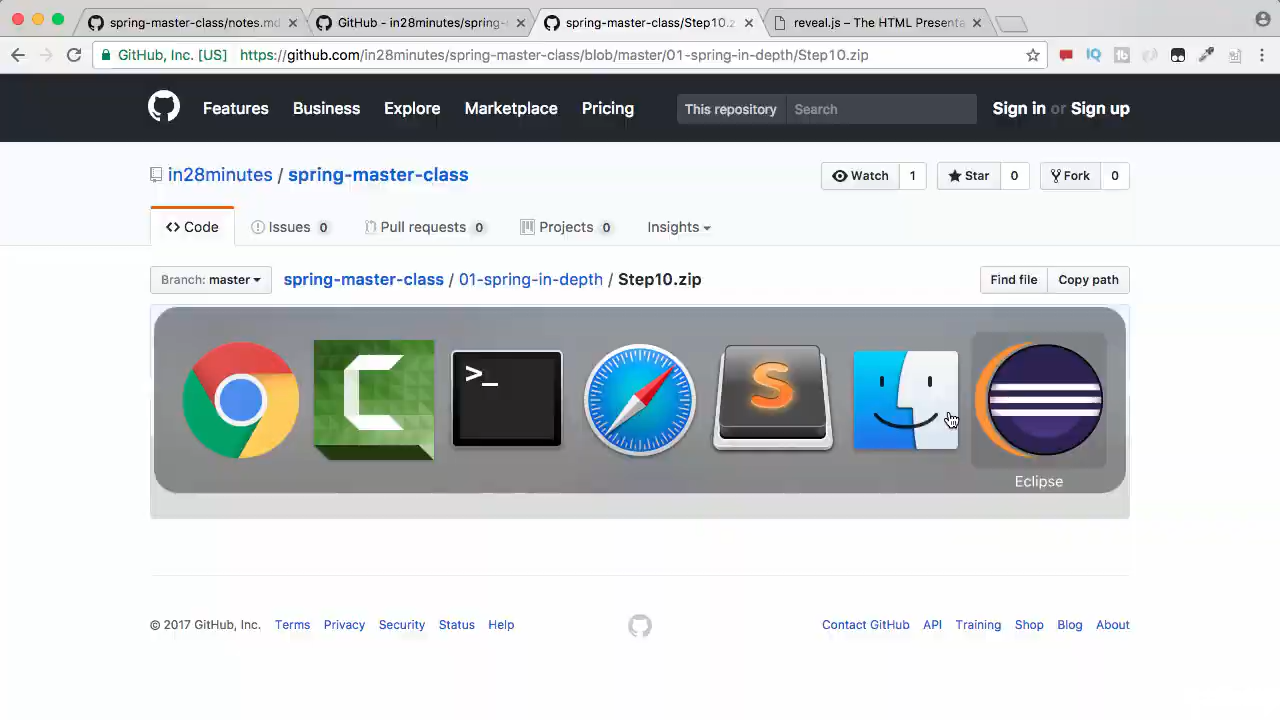 spring-master-class/notes.md
GitHub - in28minutes/spring-
spring-master-class/Step10.z
reveal.js – The HTML Presenta
GitHub, Inc. [US] https://github.com/in28minutes/spring-master-class/blob/master/01-spring-in-depth/Step10.zip
Features Business Explore Marketplace Pricing This repository Search Sign in or Sign up
in28minutes / spring-master-class Watch 1 Star 0 Fork 0
<> Code Issues 0 Pull requests 0 Projects 0 Insights
Branch: master spring-master-class / 01-spring-in-depth / Step10.zip Find file Copy path
>_
S
Eclipse
© 2017 GitHub, Inc. Terms Privacy Security Status Help Contact GitHub API Training Shop Blog About